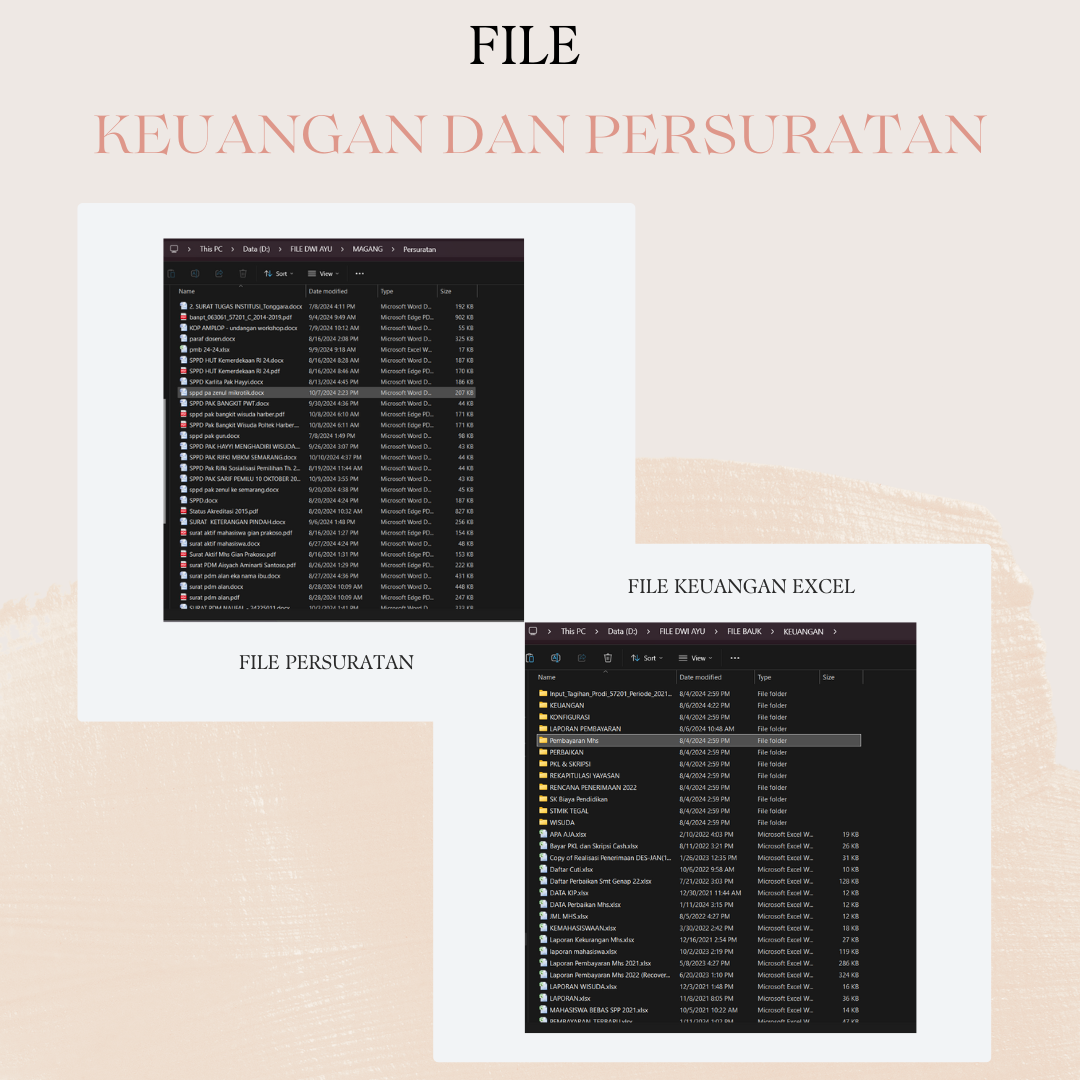 FILE
KEUANGAN DAN PERSURATAN
This PC > Data (D:) > FILE DWI AYU > MAGANG > Persuratan
Sort View ...
Name Date modified Type Size
2. SURAT TUGAS INSTITUSI_Tonggara.docx 7/8/2024 4:11 PM Microsoft Word D... 192 KB
banpt_063061_57201_C_2014-2019.pdf 9/4/2024 9:49 AM Microsoft Edge PD... 902 KB
KOP AMPLOP - undangan workshop.docx 7/9/2024 10:12 AM Microsoft Word D... 55 KB
paraf dosen.docx 8/16/2024 2:08 PM Microsoft Word D... 325 KB
pmb 24-24.xlsx 9/9/2024 9:18 AM Microsoft Excel W... 17 KB
SPPD HUT Kemerdekaan RI 24.docx 8/16/2024 8:28 AM Microsoft Word D... 187 KB
SPPD HUT Kemerdekaan RI 24.pdf 8/16/2024 8:46 AM Microsoft Edge PD... 170 KB
SPPD Karlita Pak Hayyi.docx 8/13/2024 4:45 PM Microsoft Word D... 186 KB
sppd pa zenul mikrotik.docx 10/7/2024 2:23 PM Microsoft Word D... 207 KB
SPPD PAK BANGKIT PWT.docx 9/30/2024 4:36 PM Microsoft Word D... 44 KB
sppd pak bangkit wisuda harber.pdf 10/8/2024 6:10 AM Microsoft Edge PD... 171 KB
SPPD Pak Bangkit Wisuda Poltek Harber... 10/8/2024 6:11 AM Microsoft Edge PD... 171 KB
sppd pak gun.docx 7/8/2024 1:49 PM Microsoft Word D... 98 KB
SPPD PAK HAYYI MENGHADIRI WISUDA... 9/26/2024 3:07 PM Microsoft Word D... 43 KB
SPPD PAK RIFKI MBKM SEMARANG.docx 10/10/2024 4:37 PM Microsoft Word D... 44 KB
SPPD Pak Rifki Sosialisasi Pemilihan Th. 2... 8/19/2024 11:44 AM Microsoft Word D... 44 KB
SPPD PAK SARIF PEMILU 10 OKTOBER 20... 10/9/2024 3:55 PM Microsoft Word D... 43 KB
sppd pak zenul ke semarang.docx 9/20/2024 4:38 PM Microsoft Word D... 45 KB
SPPD.docx 8/20/2024 4:24 PM Microsoft Word D... 187 KB
Status Akreditasi 2015.pdf 8/20/2024 10:32 AM Microsoft Edge PD... 827 KB
SURAT KETERANGAN PINDAH.docx 9/6/2024 1:48 PM Microsoft Word D... 256 KB
surat aktif mahasiswa gian prakoso.pdf 8/16/2024 1:27 PM Microsoft Edge PD... 154 KB
surat aktif mahasiswa.docx 6/27/2024 4:24 PM Microsoft Word D... 48 KB
Surat Aktif Mhs Gian Prakoso.pdf 8/16/2024 1:31 PM Microsoft Edge PD... 153 KB
surat PDM Aisyach Aminarti Santoso.pdf 8/26/2024 1:29 PM Microsoft Edge PD... 222 KB
surat pdm alan eka nama ibu.docx 8/27/2024 4:36 PM Microsoft Word D... 431 KB
surat pdm alan.docx 8/28/2024 10:09 AM Microsoft Word D... 448 KB
surat pdm alan.pdf 8/28/2024 10:09 AM Microsoft Edge PD... 247 KB
SURAT PDM NAUFAL - 24225011.docx 10/3/2024 1:41 PM Microsoft Word D... 333 KB
FILE PERSURATAN
FILE KEUANGAN EXCEL
This PC > Data (D:) > FILE DWI AYU > FILE BAUK > KEUANGAN >
Sort View ...
Name Date modified Type Size
Input_Tagihan_Prodi_57201_Periode_2021... 8/4/2024 2:59 PM File folder
KEUANGAN 8/6/2024 4:22 PM File folder
KONFIGURASI 8/4/2024 2:59 PM File folder
LAPORAN PEMBAYARAN 8/6/2024 10:48 AM File folder
Pembayaran Mhs 8/4/2024 2:59 PM File folder
PERBAIKAN 8/4/2024 2:59 PM File folder
PKL & SKRIPSI 8/4/2024 2:59 PM File folder
REKAPITULASI YAYASAN 8/4/2024 2:59 PM File folder
RENCANA PENERIMAAN 2022 8/4/2024 2:59 PM File folder
SK Biaya Pendidikan 8/4/2024 2:59 PM File folder
STMIK TEGAL 8/4/2024 2:59 PM File folder
WISUDA 8/4/2024 2:59 PM File folder
APA AJA.xlsx 2/10/2022 4:03 PM Microsoft Excel W... 19 KB
Bayar PKL dan Skripsi Cash.xlsx 8/11/2022 3:21 PM Microsoft Excel W... 26 KB
Copy of Realisasi Penerimaan DES-JAN(1... 1/26/2023 12:35 PM Microsoft Excel W... 31 KB
Daftar Cuti.xlsx 10/6/2022 9:58 AM Microsoft Excel W... 10 KB
Daftar Perbaikan Smt Genap 22.xlsx 7/21/2022 3:03 PM Microsoft Excel W... 128 KB
DATA KIP.xlsx 12/30/2021 11:44 AM Microsoft Excel W... 12 KB
DATA Perbaikan Mhs.xlsx 1/11/2024 3:15 PM Microsoft Excel W... 12 KB
JML MHS.xlsx 8/5/2022 4:27 PM Microsoft Excel W... 12 KB
KEMAHASISWAAN.xlsx 3/30/2022 2:42 PM Microsoft Excel W... 18 KB
Laporan Kekurangan Mhs.xlsx 12/16/2021 2:54 PM Microsoft Excel W... 27 KB
laporan mahasiswa.xlsx 10/2/2023 2:19 PM Microsoft Excel W... 119 KB
Laporan Pembayaran Mhs 2021.xlsx 5/8/2023 4:27 PM Microsoft Excel W... 286 KB
Laporan Pembayaran Mhs 2022 (Recover... 6/20/2023 1:10 PM Microsoft Excel W... 324 KB
LAPORAN WISUDA.xlsx 12/3/2021 1:48 PM Microsoft Excel W... 16 KB
LAPORAN.xlsx 11/8/2021 8:05 PM Microsoft Excel W... 36 KB
MAHASISWA BEBAS SPP 2021.xlsx 10/5/2021 10:22 AM Microsoft Excel W... 14 KB
PEMBAYARAN TERBARU.xlsx 1/11/2024 1:02 PM Microsoft Excel W... 47 KB